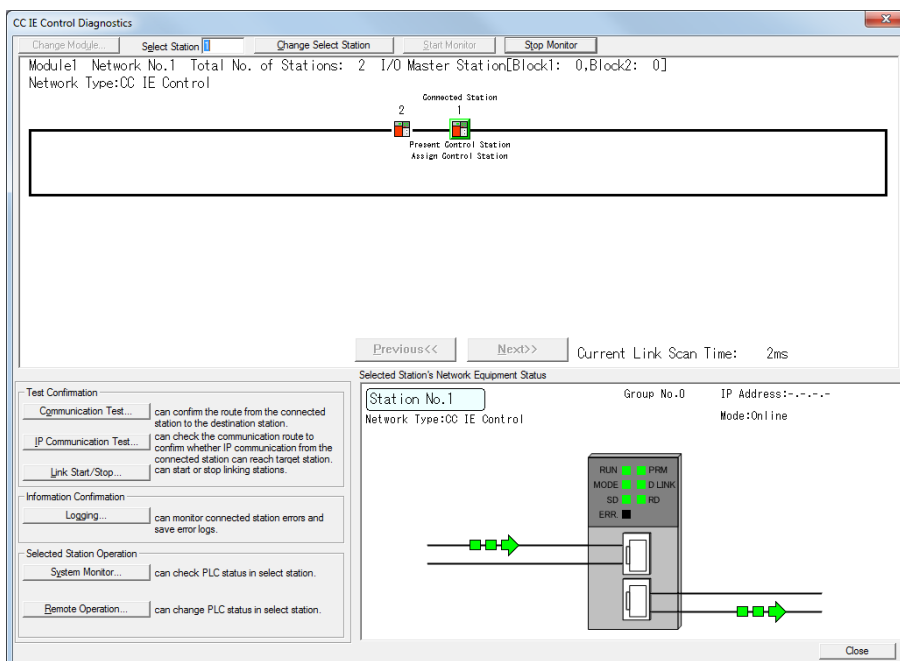 CC IE Control Diagnostics
Change Module... Select Station 1 Change Select Station Start Monitor Stop Monitor
Module1 Network No.1 Total No. of Stations: 2 I/O Master Station[Block1: 0,Block2: 0]
Network Type:CC IE Control
Connected Station
2 1
Present Control Station
Assign Control Station
Previous<< Next>> Current Link Scan Time: 2ms
Test Confirmation
Communication Test... can confirm the route from the connected
station to the destination station.
IP Communication Test... can check the communication route to
confirm whether IP communication from the
connected station can reach target station.
Link Start/Stop... can start or stop linking stations.
Information Confirmation
Logging... can monitor connected station errors and
save error logs.
Selected Station Operation
System Monitor... can check PLC status in select station.
Remote Operation... can change PLC status in select station.
Selected Station's Network Equipment Status
Station No.1 Group No.0 IP Address:-.-.-.-
Network Type:CC IE Control Mode:Online
RUN PRM
MODE D LINK
SD RD
ERR.
Close